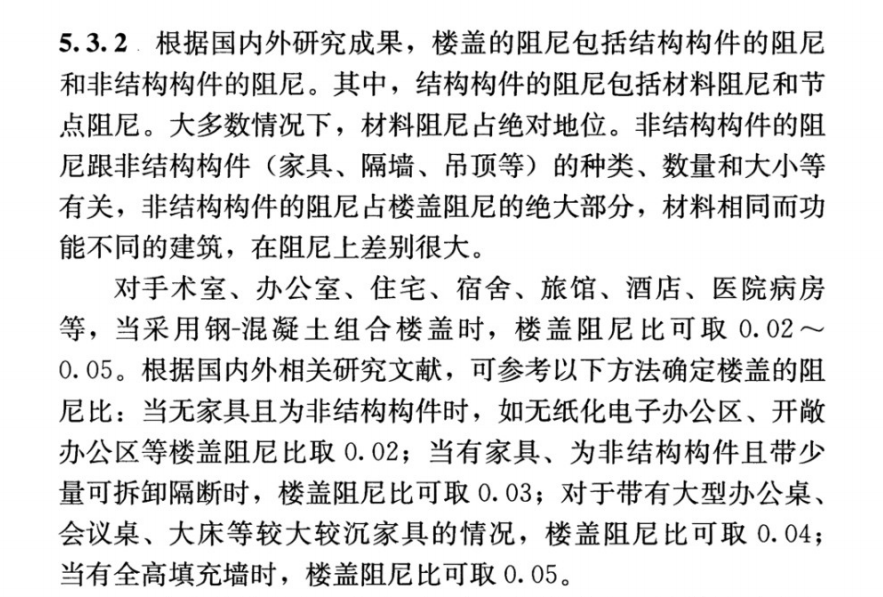 5.3.2 根据国内外研究成果，楼盖的阻尼包括结构构件的阻尼
和非结构构件的阻尼。其中，结构构件的阻尼包括材料阻尼和节
点阻尼。大多数情况下，材料阻尼占绝对地位。非结构构件的阻
尼跟非结构构件（家具、隔墙、吊顶等）的种类、数量和大小等
有关，非结构构件的阻尼占楼盖阻尼的绝大部分，材料相同而功
能不同的建筑，在阻尼上差别很大。
对手术室、办公室、住宅、宿舍、旅馆、酒店、医院病房
等，当采用钢-混凝土组合楼盖时，楼盖阻尼比可取 0.02～
0.05。根据国内外相关研究文献，可参考以下方法确定楼盖的阻
尼比：当无家具且为非结构构件时，如无纸化电子办公区、开敞
办公区等楼盖阻尼比取 0.02；当有家具、为非结构构件且带少
量可拆卸隔断时，楼盖阻尼比可取 0.03；对于带有大型办公桌、
会议桌、大床等较大较沉家具的情况，楼盖阻尼比可取 0.04；
当有全高填充墙时，楼盖阻尼比可取 0.05。